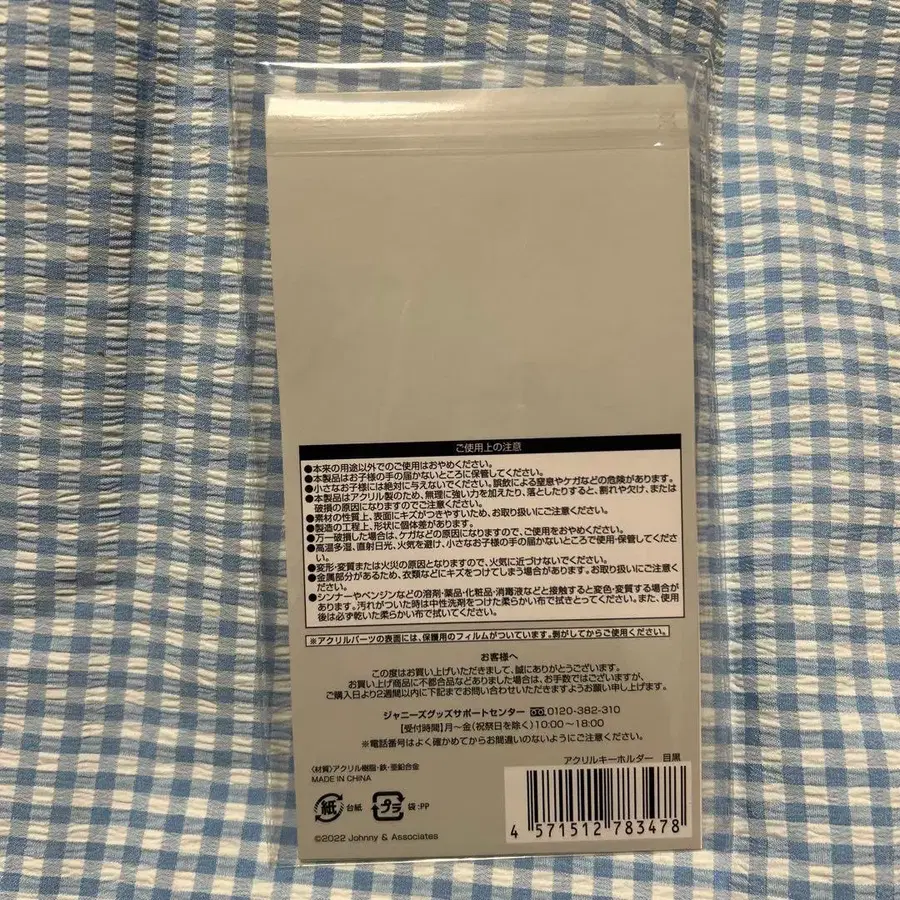 ご使用上の注意
●本来の用途以外でのご使用はおやめください。
●本製品はお子様の手の届かないところに保管してください。
●小さなお子様には絶対に与えないでください。誤飲による窒息やケガなどの危険があります。
●本製品はアクリル製のため、無理に強い力を加えたり、落としたりすると、割れや欠け、または
破損の原因になりますのでご注意ください。
●素材の性質上、表面にキズがつきやすいため、お取り扱いにご注意ください。
●製造の工程上、形状に個体差があります。
●万一破損した場合は、ケガなどの原因になりますので、ご使用をおやめください。
●高温多湿、直射日光、火気を避け、小さなお子様の手の届かないところで使用・保管してくださ
い。
●変形・変質または火災の原因となりますので、火気に近づけないでください。
●金属部分があるため、衣類などにキズをつけてしまう場合があります。お取り扱いにご注意く
ださい。
●シンナーやベンジンなどの溶剤・薬品・化粧品・消毒液などと接触すると変色・変質する場合が
あります。汚れがついた時は中性洗剤をつけた柔らかい布で拭きとってください。また、使用
後は必ず乾いた柔らかい布で拭いてください。
※アクリルパーツの表面には、保護用のフィルムがついています。剥がしてからご使用ください。
お客様へ
この度はお買い上げいただきまして、誠にありがとうございます。
お買い上げ商品に不都合品などありました場合は、お手数ではございますが、
ご購入日より2週間以内に下記までお問い合わせいただきますようお願い申し上げます。
ジャニーズグッズサポートセンター 0120-382-310
【受付時間】月～金(祝祭日を除く)10:00～18:00
※電話番号はよく確かめてからお間違いのないようにご注意ください。
アクリルキーホルダー 目黒
〈材質〉アクリル樹脂・鉄・亜鉛合金
MADE IN CHINA
紙 台紙 プラ 袋:PP
4 571512 783478
©2022 Johnny & Associates